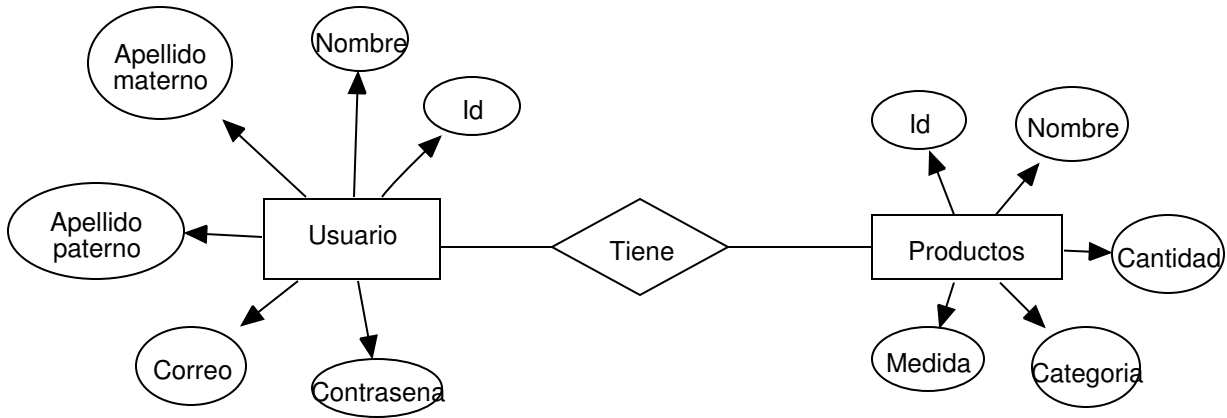 Apellido
materno
Nombre
Id
Apellido
paterno
Usuario
Correo
Contrasena
Tiene
Id
Nombre
Productos
Cantidad
Medida
Categoria